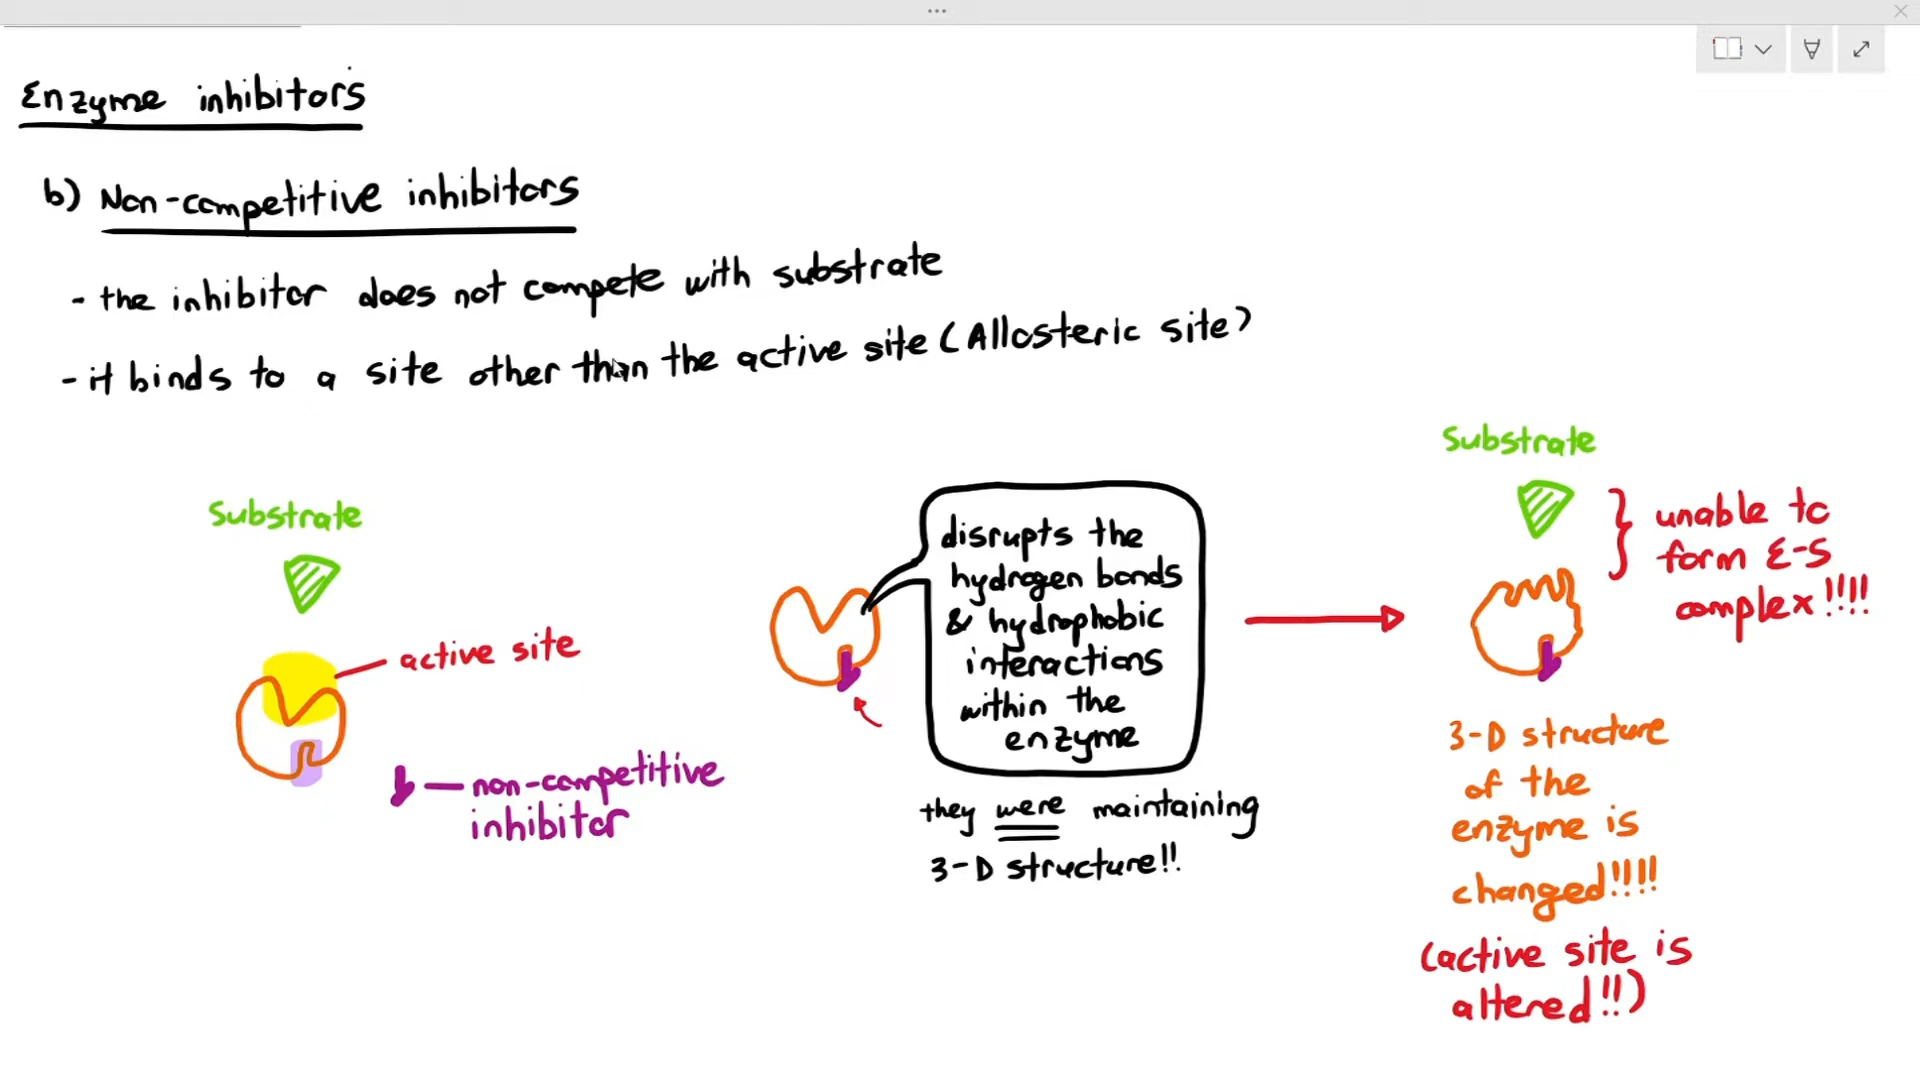 Enzyme inhibitors
b) Non-competitive inhibitors
- the inhibitor does not compete with substrate
- it binds to a site other than the active site (Allosteric site)
Substrate
active site
non-competitive
inhibitor
disrupts the
hydrogen bonds
& hydrophobic
interactions
within the
enzyme
they were maintaining
3-D structure!!
Substrate
unable to
form E-S
complex!!!!
3-D structure
of the
enzyme is
changed!!!!
(active site is
altered!!)